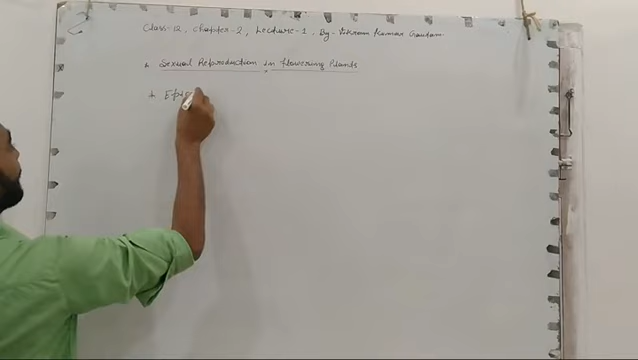 Class-12, Chapter-2, Lecture-1, By- Vikram Kumar Gautam
Sexual Reproduction in flowering Plants